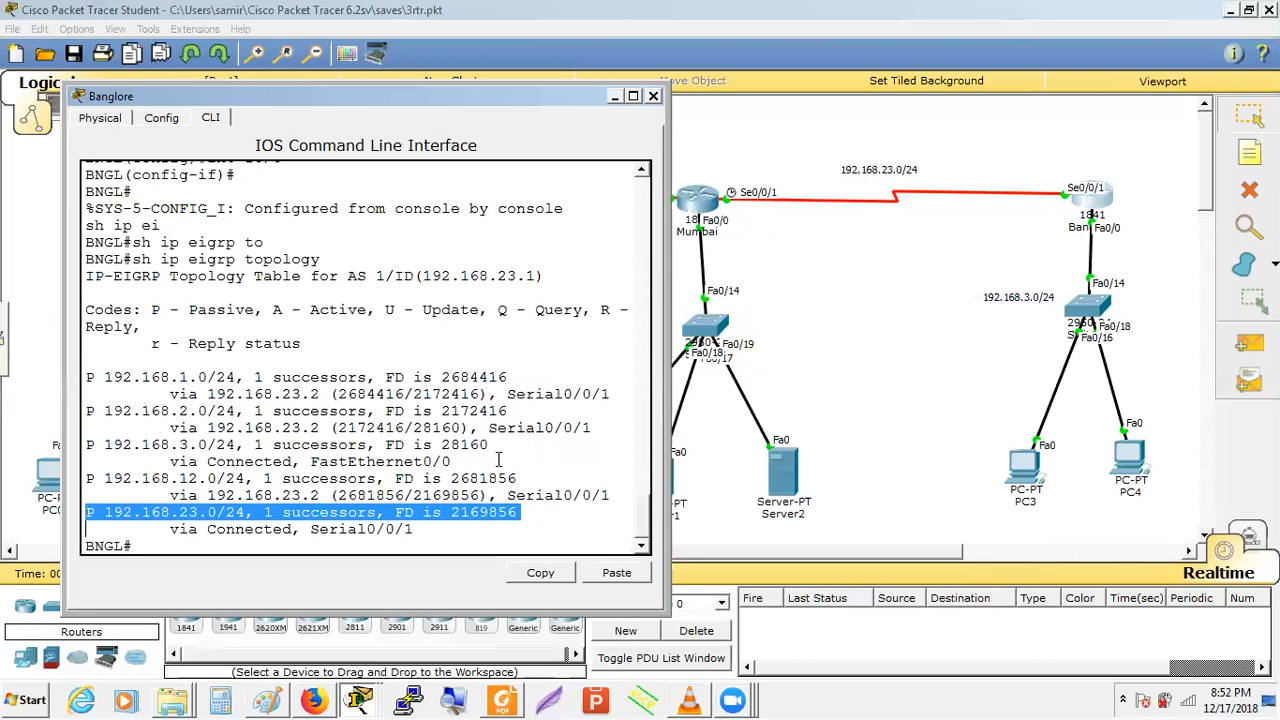 Cisco Packet Tracer Student - C:\Users\samir\Cisco Packet Tracer 6.2sv\saves\3rtr.pkt
File Edit Options View Tools Extensions Help
Logic
Move Object
Set Tiled Background
Viewport
Banglore
Physical Config CLI
IOS Command Line Interface
BNGL(config-if)#
BNGL#
%SYS-5-CONFIG_I: Configured from console by console
sh ip ei
BNGL#sh ip eigrp to
BNGL#sh ip eigrp topology
IP-EIGRP Topology Table for AS 1/ID(192.168.23.1)
Codes: P - Passive, A - Active, U - Update, Q - Query, R -
Reply,
r - Reply status
P 192.168.1.0/24, 1 successors, FD is 2684416
via 192.168.23.2 (2684416/2172416), Serial0/0/1
P 192.168.2.0/24, 1 successors, FD is 2172416
via 192.168.23.2 (2172416/28160), Serial0/0/1
P 192.168.3.0/24, 1 successors, FD is 28160
via Connected, FastEthernet0/0
P 192.168.12.0/24, 1 successors, FD is 2681856
via 192.168.23.2 (2681856/2169856), Serial0/0/1
P 192.168.23.0/24, 1 successors, FD is 2169856
via Connected, Serial0/0/1
BNGL#
Copy Paste
192.168.23.0/24
Se0/0/1
Se0/0/1
18 Fa0/0
Mumbai
1841
Ban Fa0/0
Fa0/14
Fa0/14
192.168.3.0/24
Fa0/18
Fa0/16
Fa0/19
Fa0/18
Fa0
Fa0
Fa0
Server-PT
Server2
PC-PT
PC3
PC-PT
PC4
Realtime
Time: 00
Routers
1841 1941 2620XM 2621XM 2811 2901 2911 819 Generic Generic
(Select a Device to Drag and Drop to the Workspace)
New Delete
Toggle PDU List Window
Fire Last Status Source Destination Type Color Time(sec) Periodic Num
Start
8:52 PM
12/17/2018